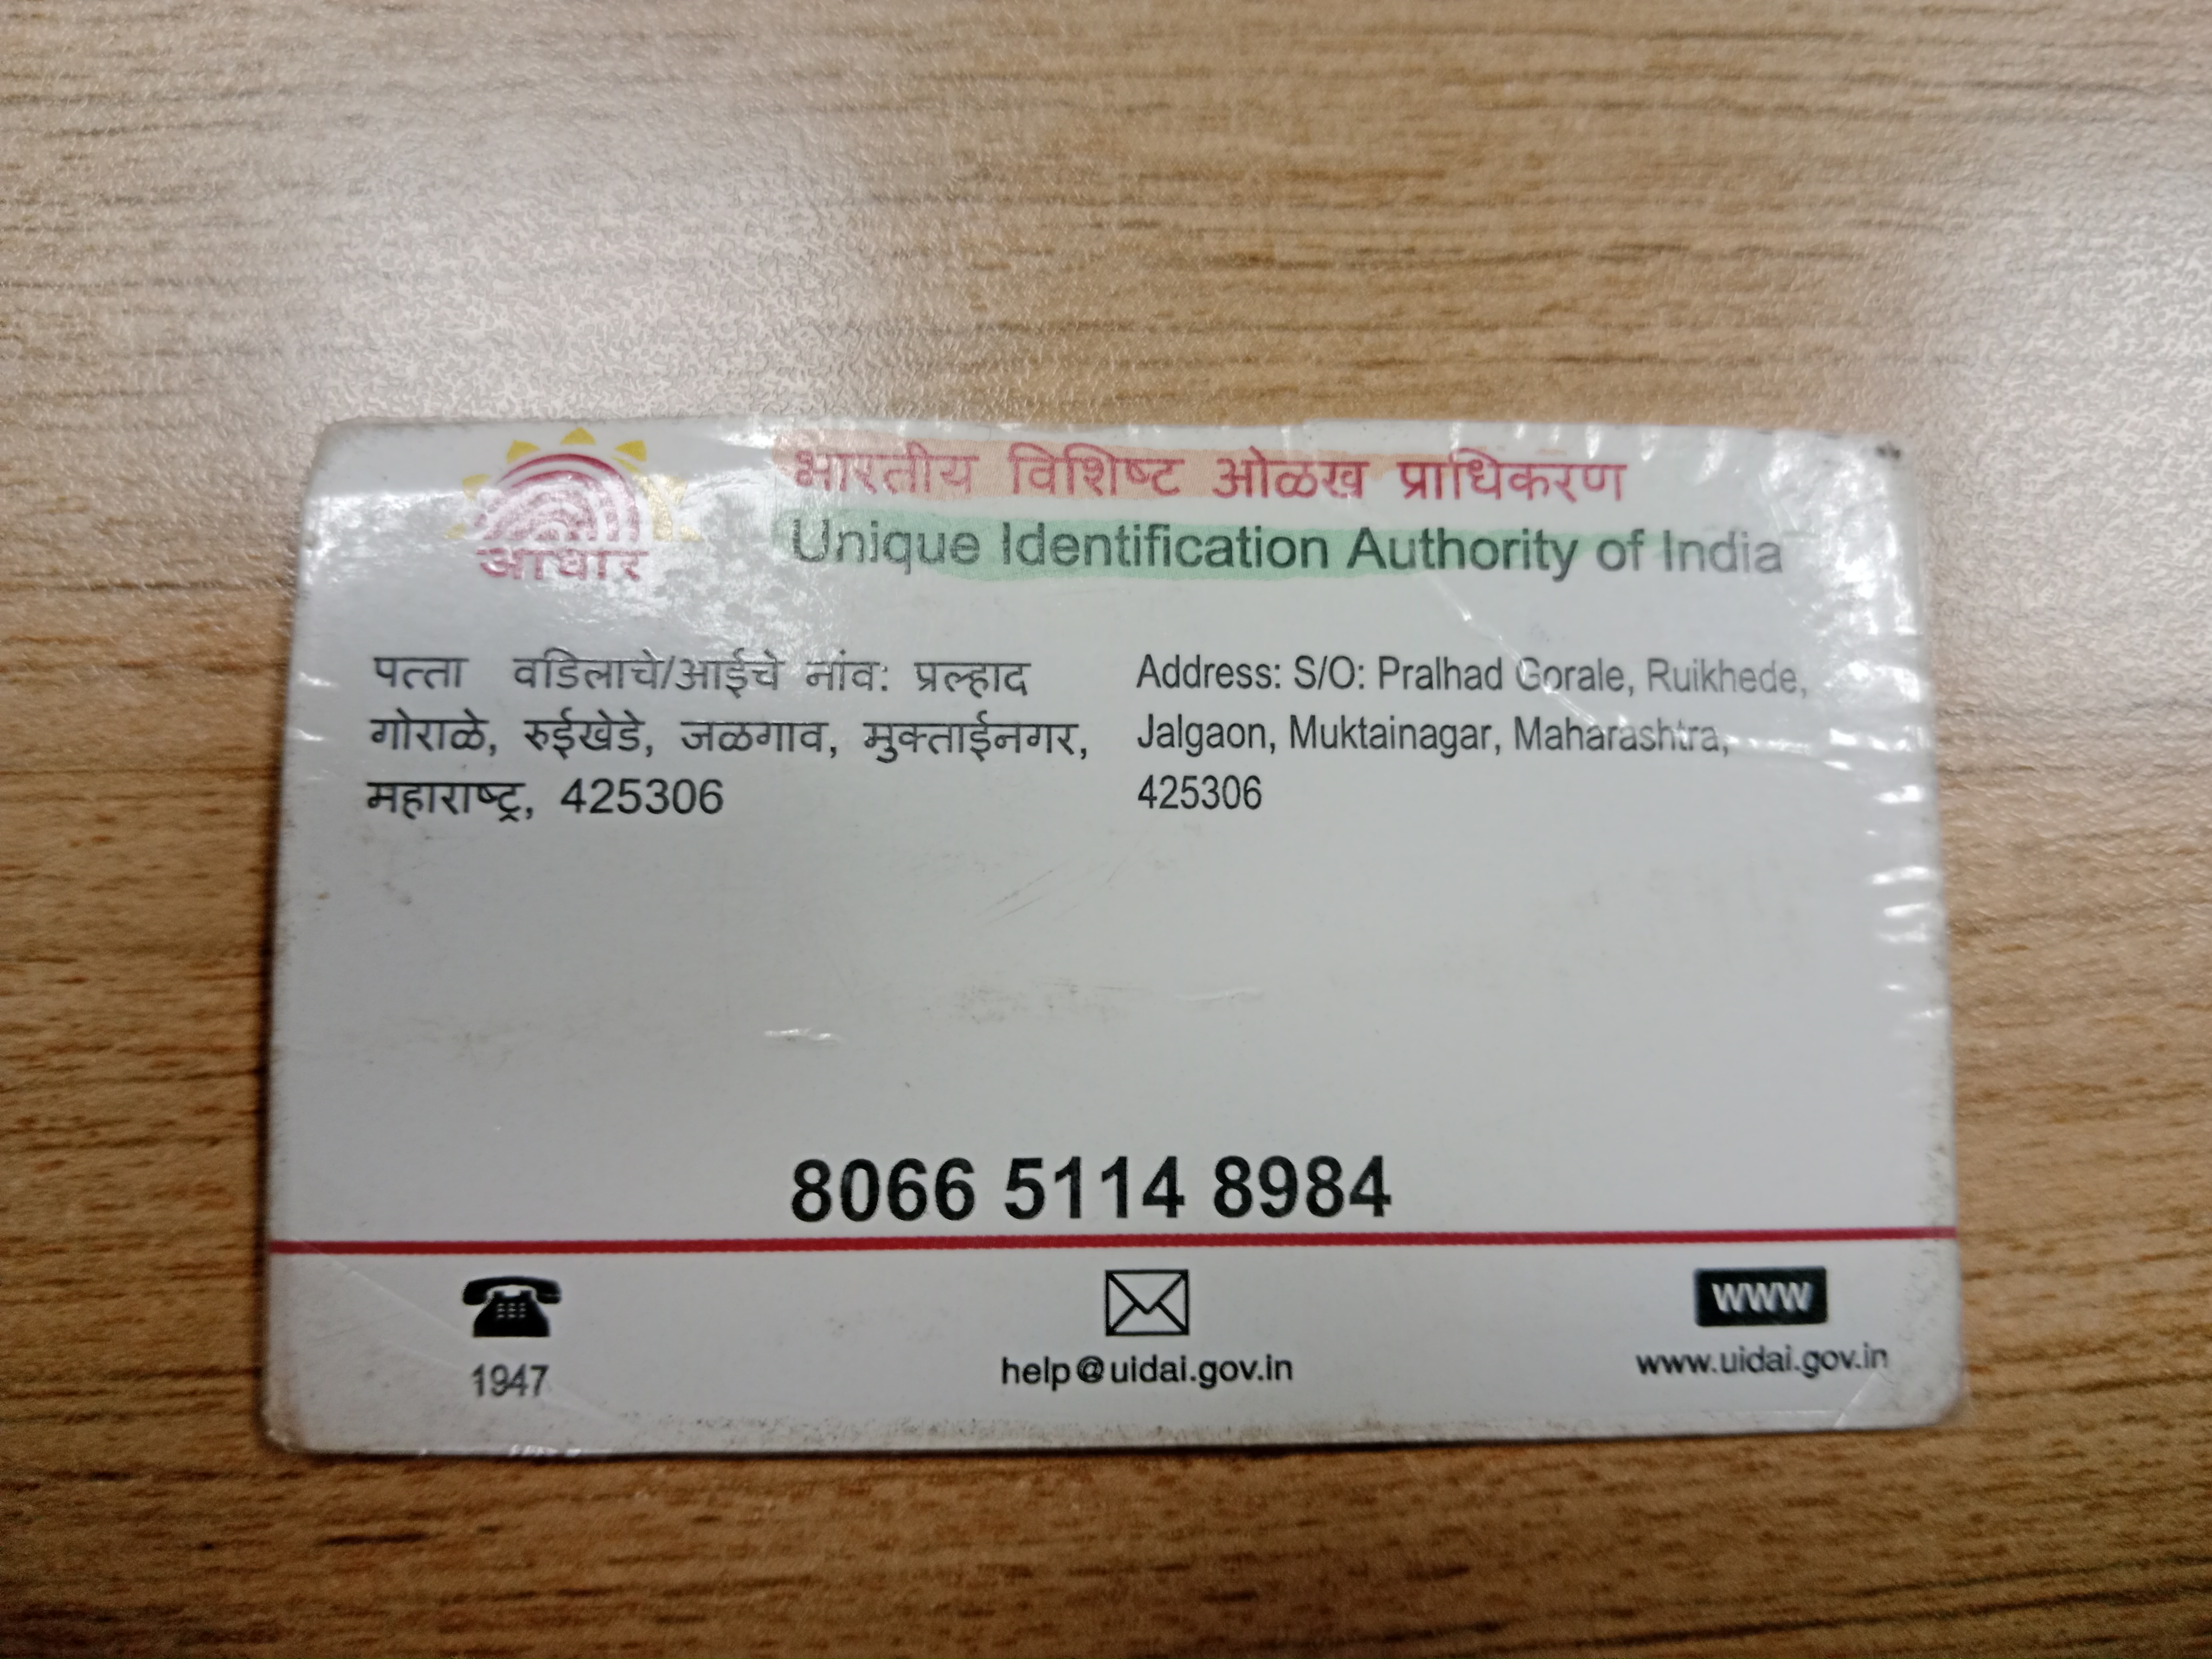 आधार
भारतीय विशिष्ट ओळख प्राधिकरण
Unique Identification Authority of India
पत्ता वडिलाचे/आईचे नांव: प्रल्हाद
गोराळे, रुईखेडे, जळगाव, मुक्ताईनगर,
महाराष्ट्र, 425306
Address: S/O: Pralhad Gorale, Ruikhede,
Jalgaon, Muktainagar, Maharashtra,
425306
8066 5114 8984
1947
help@uidai.gov.in
WWW
www.uidai.gov.in